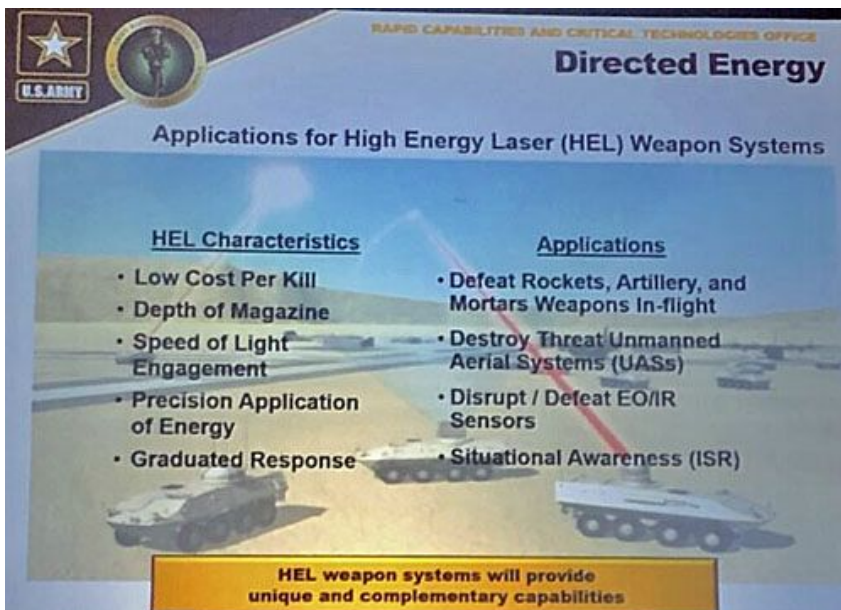 RAPID CAPABILITIES AND CRITICAL TECHNOLOGIES OFFICE
U.S.ARMY
Directed Energy
Applications for High Energy Laser (HEL) Weapon Systems
HEL Characteristics
• Low Cost Per Kill
• Depth of Magazine
• Speed of Light
Engagement
• Precision Application
of Energy
• Graduated Response
Applications
• Defeat Rockets, Artillery, and
Mortars Weapons In-flight
• Destroy Threat Unmanned
Aerial Systems (UASs)
• Disrupt / Defeat EO/IR
Sensors
• Situational Awareness (ISR)
HEL weapon systems will provide
unique and complementary capabilities